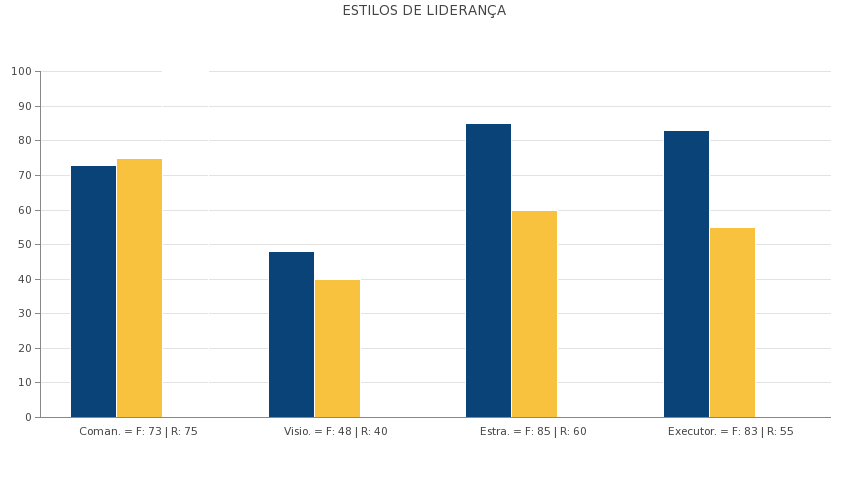 ESTILOS DE LIDERANÇA
100
90
80
70
60
50
40
30
20
10
0
Coman. = F: 73 | R: 75
Visio. = F: 48 | R: 40
Estra. = F: 85 | R: 60
Executor. = F: 83 | R: 55